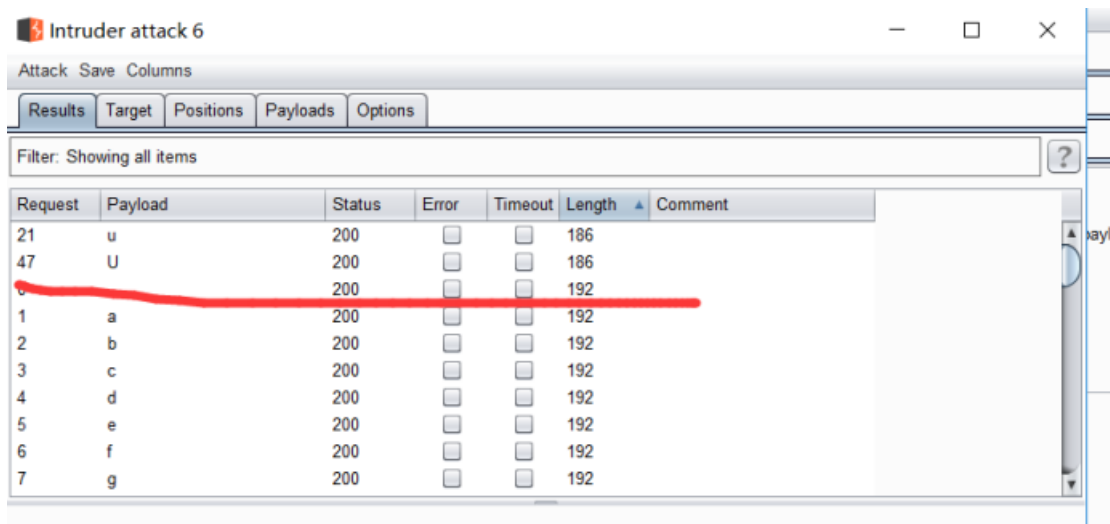 Intruder attack 6
Attack Save Columns
Results Target Positions Payloads Options
Filter: Showing all items ?
Request Payload Status Error Timeout Length Comment
21 u 200 186
47 U 200 186
200 192
1 a 200 192
2 b 200 192
3 c 200 192
4 d 200 192
5 e 200 192
6 f 200 192
7 g 200 192